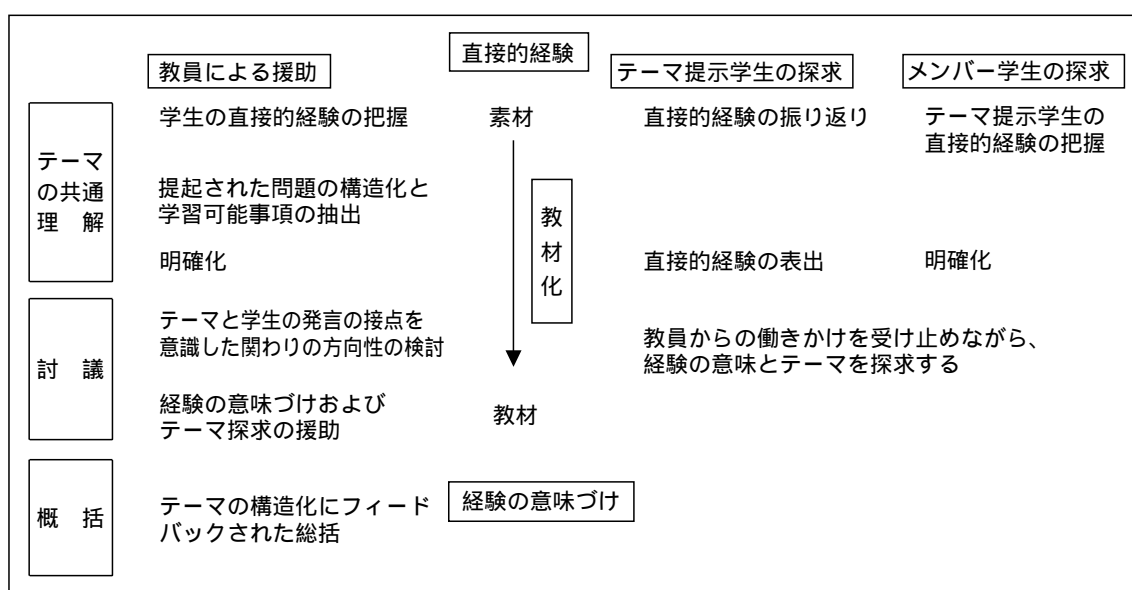 教員による援助
直接的経験
テーマ提示学生の探求
メンバー学生の探求
テーマ
の共通
理 解
学生の直接的経験の把握
素材
直接的経験の振り返り
テーマ提示学生の
直接的経験の把握
提起された問題の構造化と
学習可能事項の抽出
教
材
化
明確化
直接的経験の表出
明確化
討 議
テーマと学生の発言の接点を
意識した関わりの方向性の検討
教員からの働きかけを受け止めながら、
経験の意味とテーマを探求する
経験の意味づけおよび
テーマ探求の援助
教材
概 括
テーマの構造化にフィード
バックされた総括
経験の意味づけ